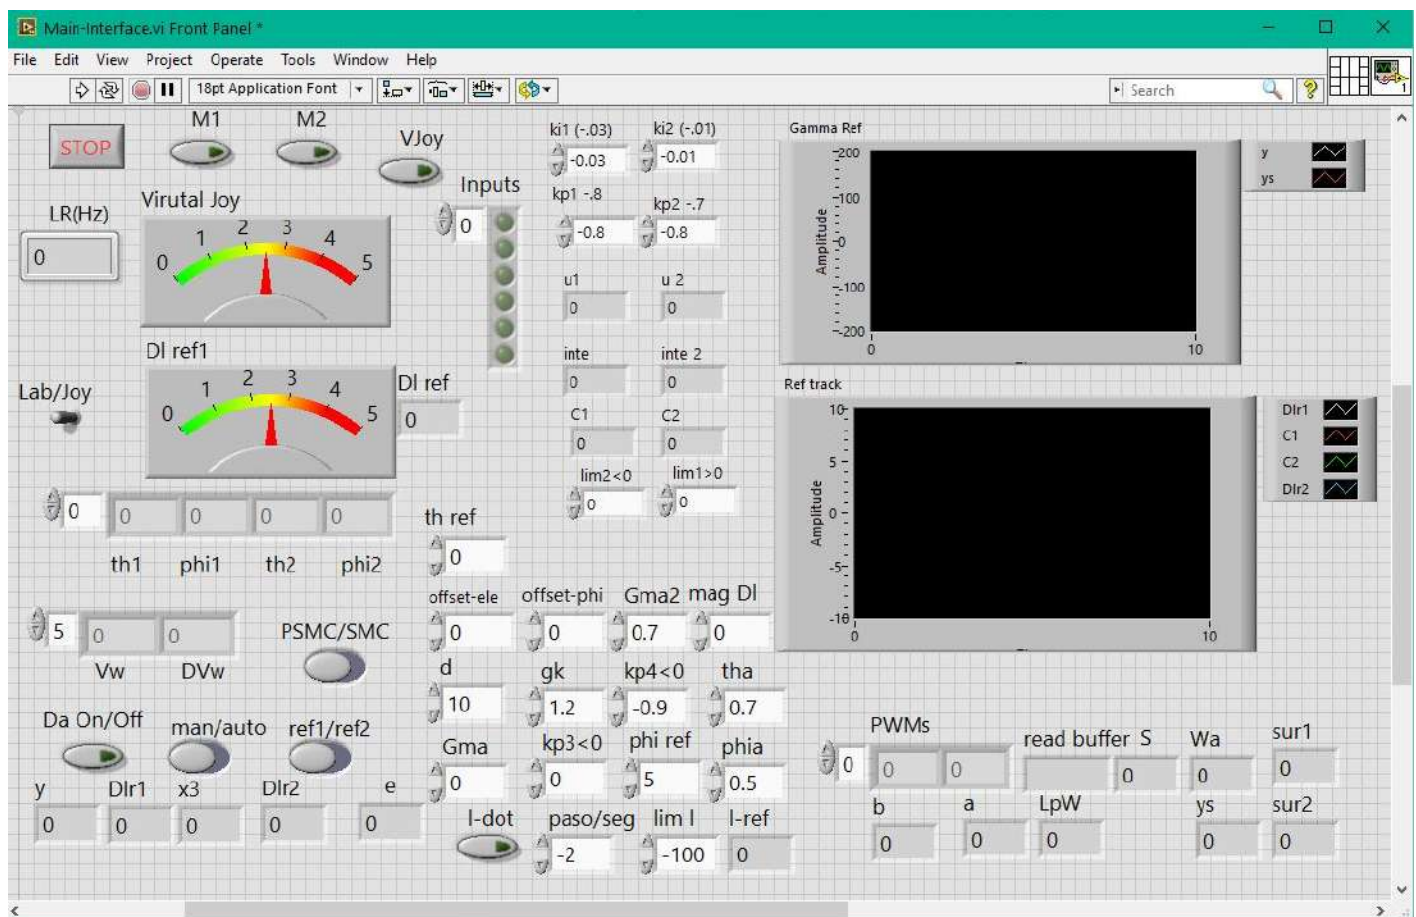 Main-Interface.vi Front Panel *
File Edit View Project Operate Tools Window Help
18pt Application Font
Search
1
STOP
M1 M2
VJoy
LR(Hz)
0
Virutal Joy
0 1 2 3 4 5
Inputs
0
ki1 (-.03) ki2 (-.01)
-0.03 -0.01
kp1 -.8 kp2 -.7
-0.8 -0.8
u1 u 2
0 0
inte inte 2
0 0
C1 C2
0 0
lim2<0 lim1>0
0 0
Gamma Ref
Amplitude
-200
-100
-0
-100
-200
0 10
y
ys
Dl ref1
0 1 2 3 4 5
Dl ref
0
Lab/Joy
Ref track
Amplitude
10
5
0
-5
-10
0 10
Dlr1
C1
C2
Dlr2
0 0 0 0 0
th1 phi1 th2 phi2
th ref
0
5 0 0
Vw DVw
PSMC/SMC
offset-ele offset-phi Gma2 mag Dl
0 0 0.7 0
d gk kp4<0 tha
10 1.2 -0.9 0.7
Da On/Off man/auto ref1/ref2
Gma kp3<0 phi ref phia
0 0 5 0.5
y Dlr1 x3 Dlr2 e
0 0 0 0 0
I-dot paso/seg lim I I-ref
-2 -100 0
PWMs read buffer S Wa sur1
0 0 0 0 0 0
b a LpW ys sur2
0 0 0 0 0